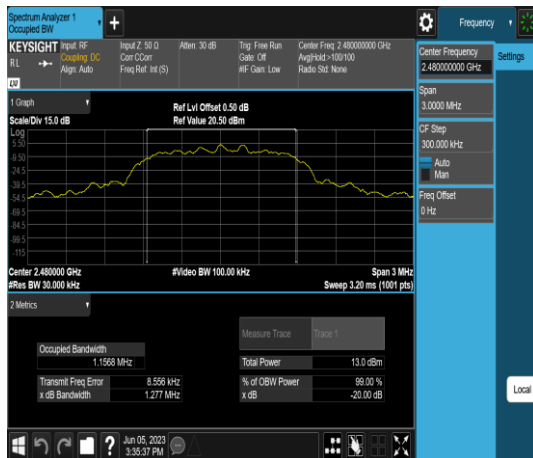 Spectrum Analyzer 1
Occupied BW
Frequency
KEYSIGHT Input: RF Input Z: 50 Ω Atten: 30 dB Trig: Free Run Center Freq: 2.480000000 GHz
RL Coupling: DC Corr CCorr Gate: Off Avg|Hold:>100/100
Align: Auto Freq Ref: Int (S) #IF Gain: Low Radio Std: None
LXI
1 Graph
Ref Lvl Offset 0.50 dB
Scale/Div 15.0 dB Ref Value 20.50 dBm
Log
5.50
-9.50
-24.5
-39.5
-54.5
-69.5
-84.5
-99.5
-115
Center 2.480000 GHz #Video BW 100.00 kHz Span 3 MHz
#Res BW 30.000 kHz Sweep 3.20 ms (1001 pts)
2 Metrics
Measure Trace Trace 1
Occupied Bandwidth
1.1568 MHz Total Power 13.0 dBm
Transmit Freq Error 8.556 kHz % of OBW Power 99.00 %
x dB Bandwidth 1.277 MHz x dB -20.00 dB
Jun 05, 2023
3:35:37 PM
Center Frequency
2.480000000 GHz
Settings
Span
3.0000 MHz
CF Step
300.000 kHz
Auto
Man
Freq Offset
0 Hz
Local